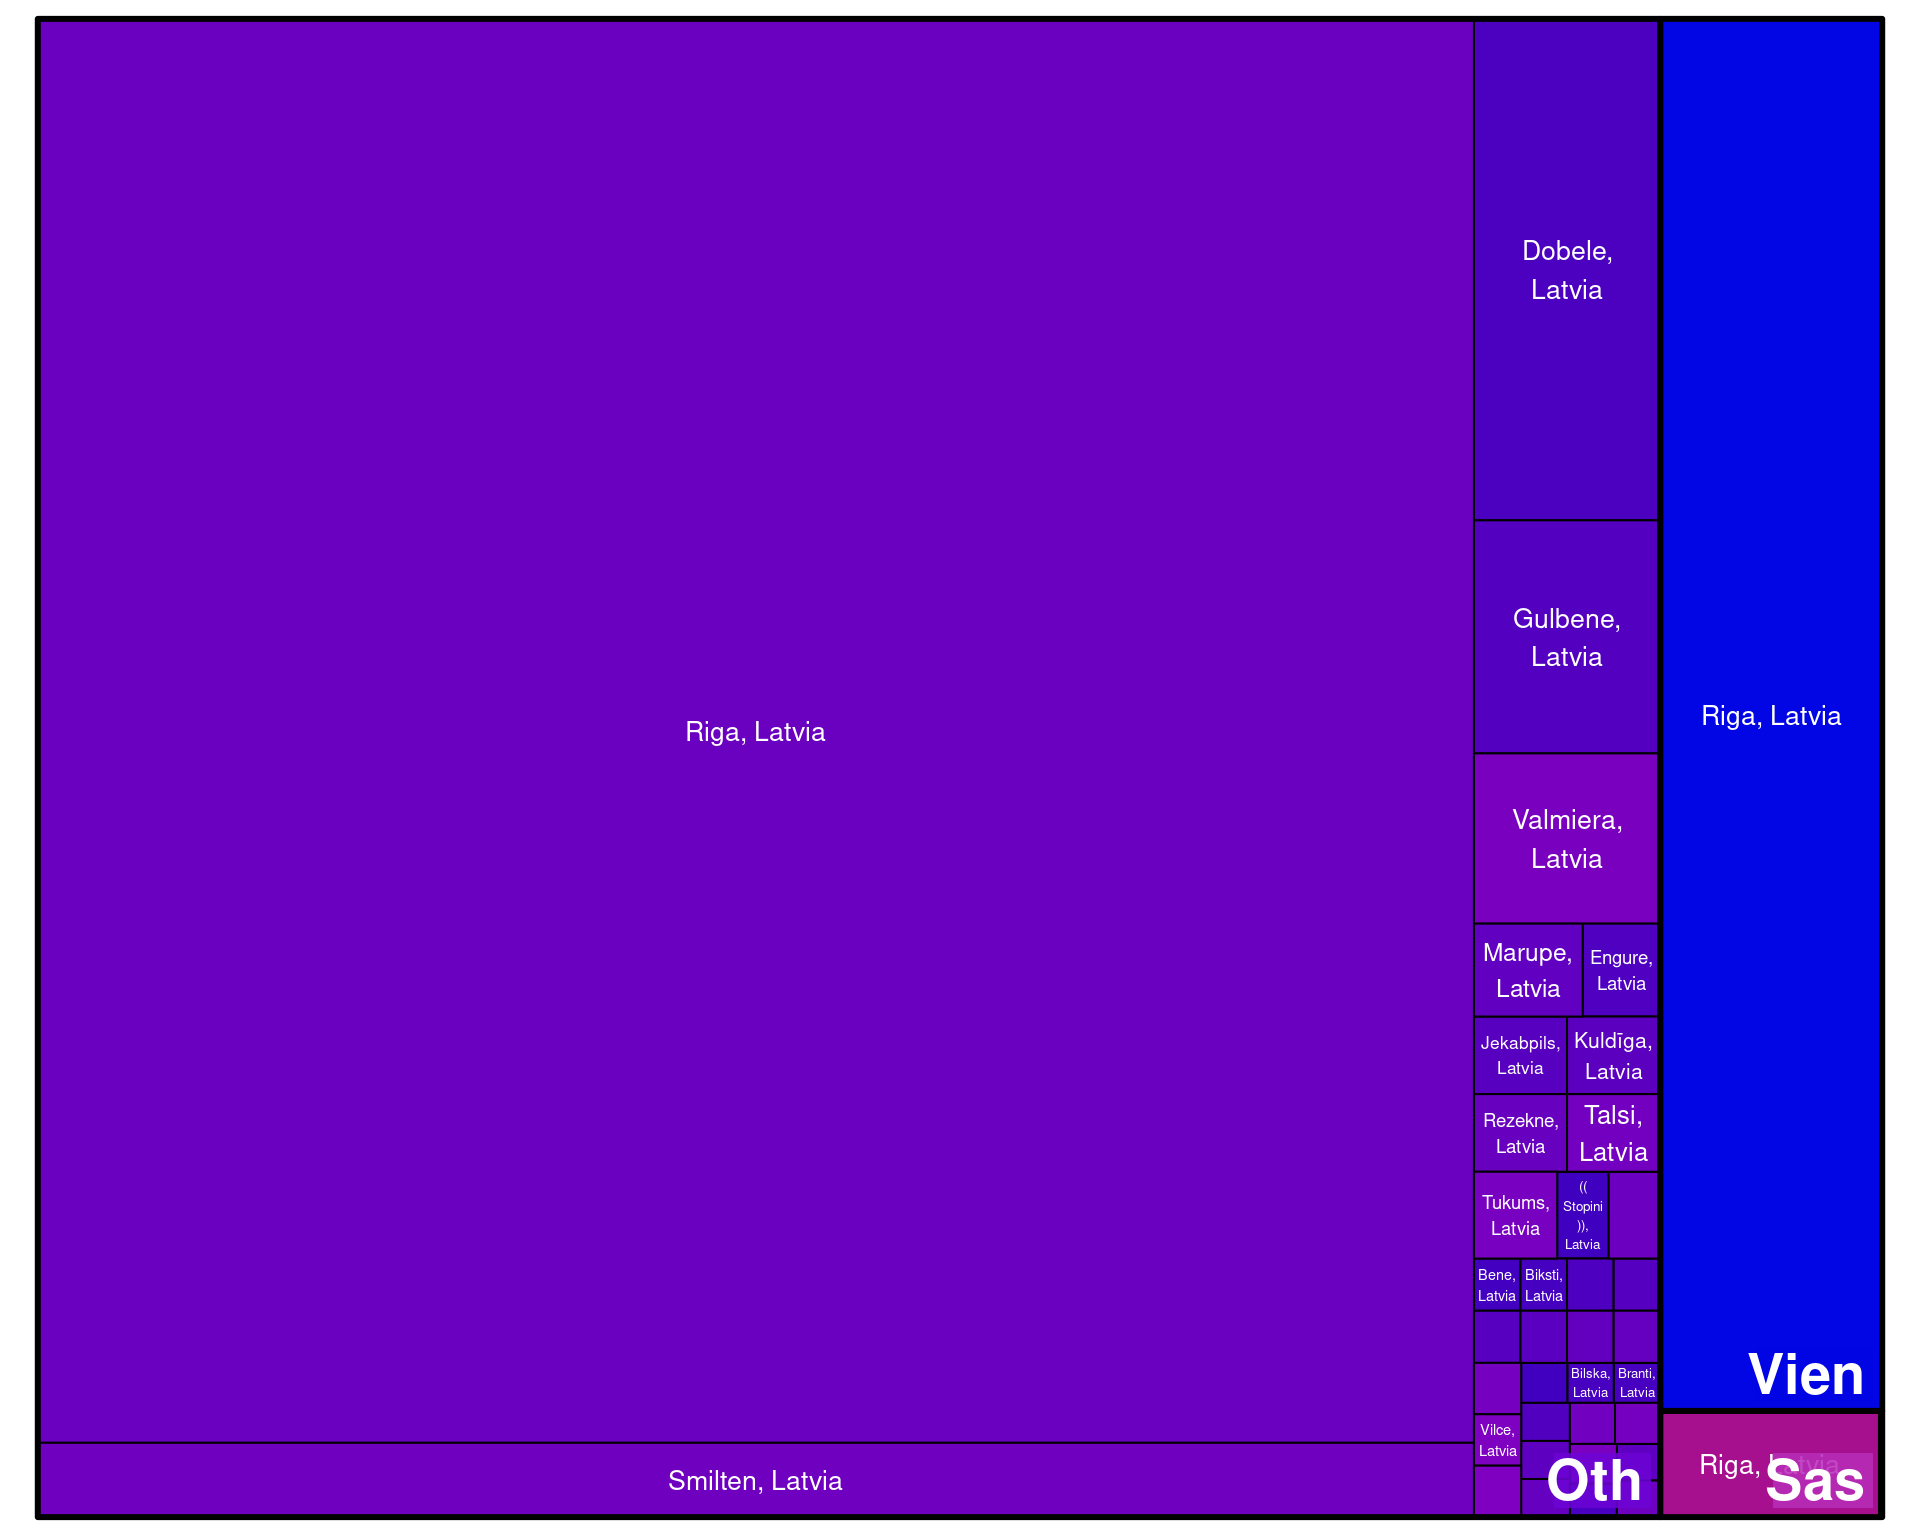 Riga, Latvia
Smilten, Latvia
Dobele,
Latvia
Gulbene,
Latvia
Valmiera,
Latvia
Marupe,
Latvia
Engure,
Latvia
Jekabpils,
Latvia
Kuldīga,
Latvia
Rezekne,
Latvia
Talsi,
Latvia
Tukums,
Latvia
((
Stopini
)),
Latvia
Bene,
Latvia
Biksti,
Latvia
Bilska,
Latvia
Branti,
Latvia
Vilce,
Latvia
Oth
Riga, Latvia
Vien
Riga, Latvia
Sas